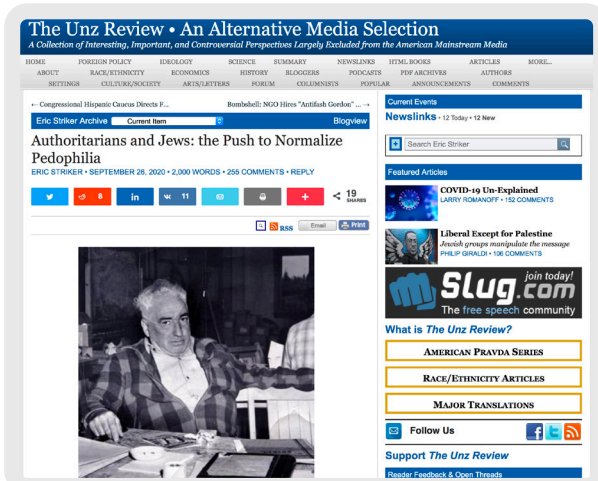 The Unz Review • An Alternative Media Selection
A Collection of Interesting, Important, and Controversial Perspectives Largely Excluded from the American Mainstream Media
HOME FOREIGN POLICY IDEOLOGY SCIENCE SUMMARY NEWSLINKS HTML BOOKS ARTICLES MORE...
ABOUT RACE/ETHNICITY ECONOMICS HISTORY BLOGGERS PODCASTS PDF ARCHIVES AUTHORS
SETTINGS CULTURE/SOCIETY ARTS/LETTERS FORUM COLUMNISTS POPULAR ANNOUNCEMENTS COMMENTS
← Congressional Hispanic Caucus Directs F... Bombshell: NGO Hires "Antifash Gordon" ... →
Eric Striker Archive Current Item Blogview
Authoritarians and Jews: the Push to Normalize
Pedophilia
ERIC STRIKER • SEPTEMBER 28, 2020 • 2,000 WORDS • 255 COMMENTS • REPLY
8
11
19
SHARES
RSS Email Print
Current Events
Newslinks • 12 Today • 12 New
Search Eric Striker
Featured Articles
COVID-19 Un-Explained
LARRY ROMANOFF • 152 COMMENTS
Liberal Except for Palestine
Jewish groups manipulate the message
PHILIP GIRALDI • 106 COMMENTS
join today!
Slug.com
The free speech community
What is The Unz Review?
AMERICAN PRAVDA SERIES
RACE/ETHNICITY ARTICLES
MAJOR TRANSLATIONS
Follow Us
Support The Unz Review
Reader Feedback & Open Threads